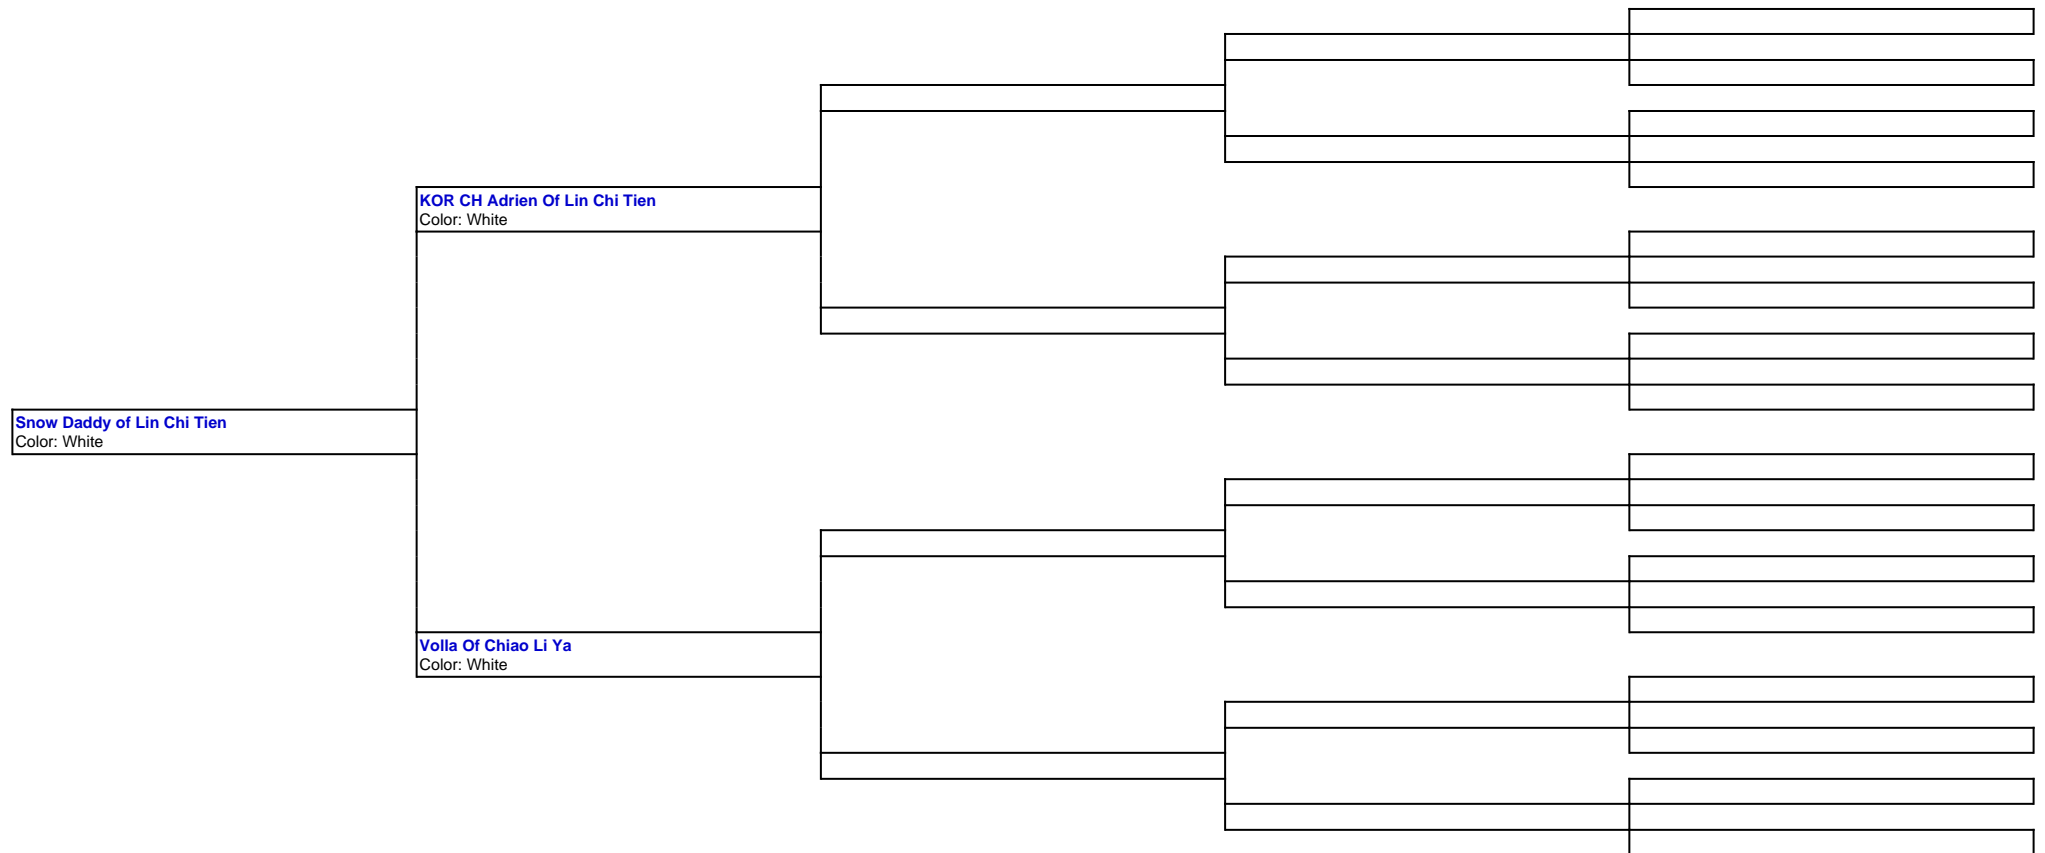 KOR CH Adrien Of Lin Chi Tien
Color: White
Snow Daddy of Lin Chi Tien
Color: White
Volla Of Chiao Li Ya
Color: White